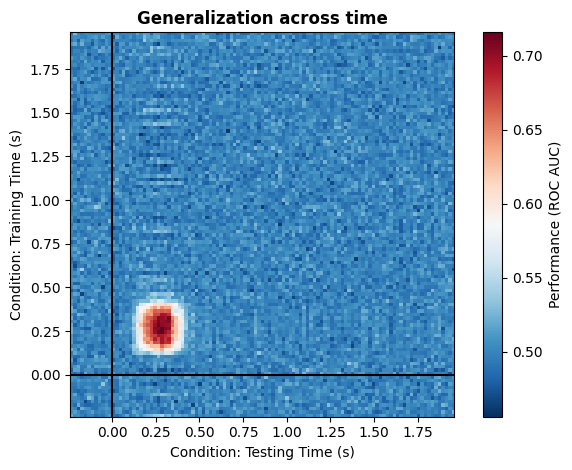 Generalization across time
Condition: Training Time (s)
1.75
1.50
1.25
1.00
0.75
0.50
0.25
0.00
0.00 0.25 0.50 0.75 1.00 1.25 1.50 1.75
Condition: Testing Time (s)
0.70
0.65
0.60
0.55
0.50
Performance (ROC AUC)